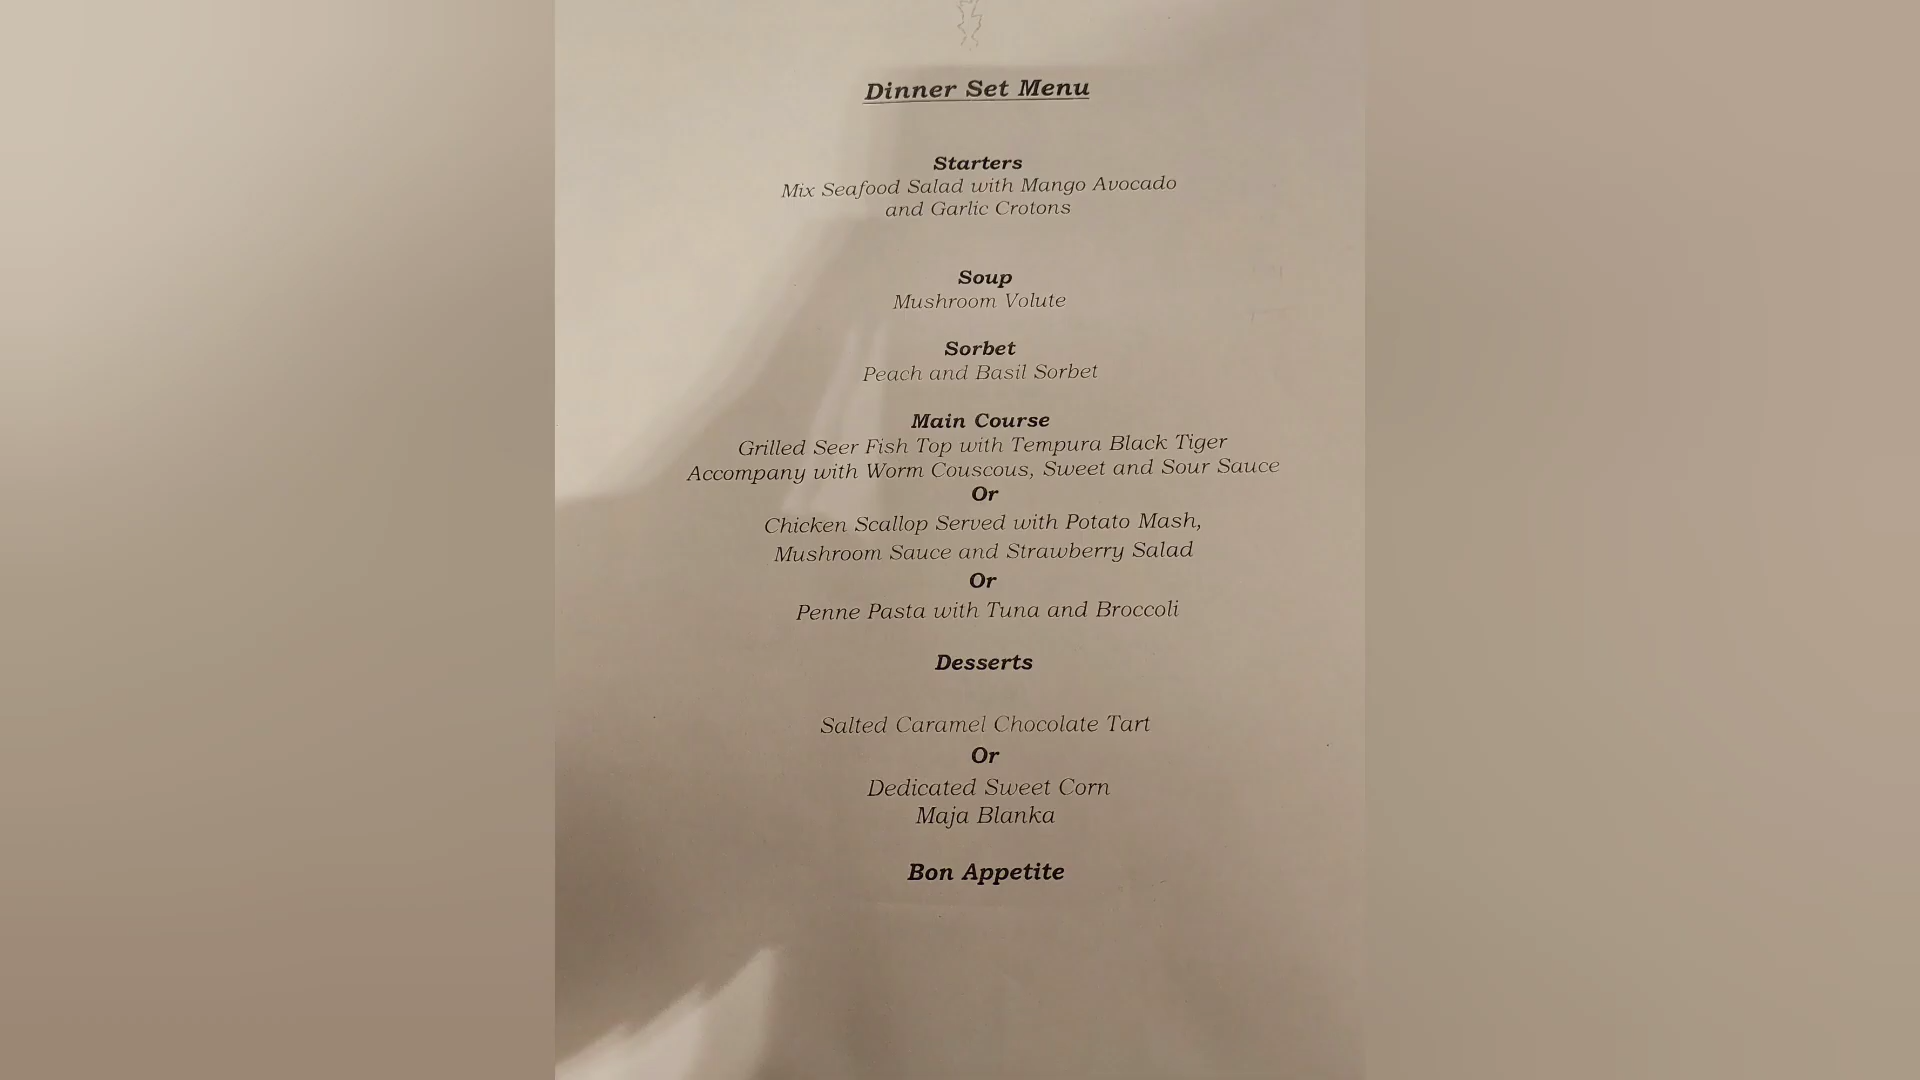 Dinner Set Menu
Starters
Mix Seafood Salad with Mango Avocado
and Garlic Crotons
Soup
Mushroom Volute
Sorbet
Peach and Basil Sorbet
Main Course
Grilled Seer Fish Top with Tempura Black Tiger
Accompany with Worm Couscous, Sweet and Sour Sauce
Or
Chicken Scallop Served with Potato Mash,
Mushroom Sauce and Strawberry Salad
Or
Penne Pasta with Tuna and Broccoli
Desserts
Salted Caramel Chocolate Tart
Or
Dedicated Sweet Corn
Maja Blanka
Bon Appetite